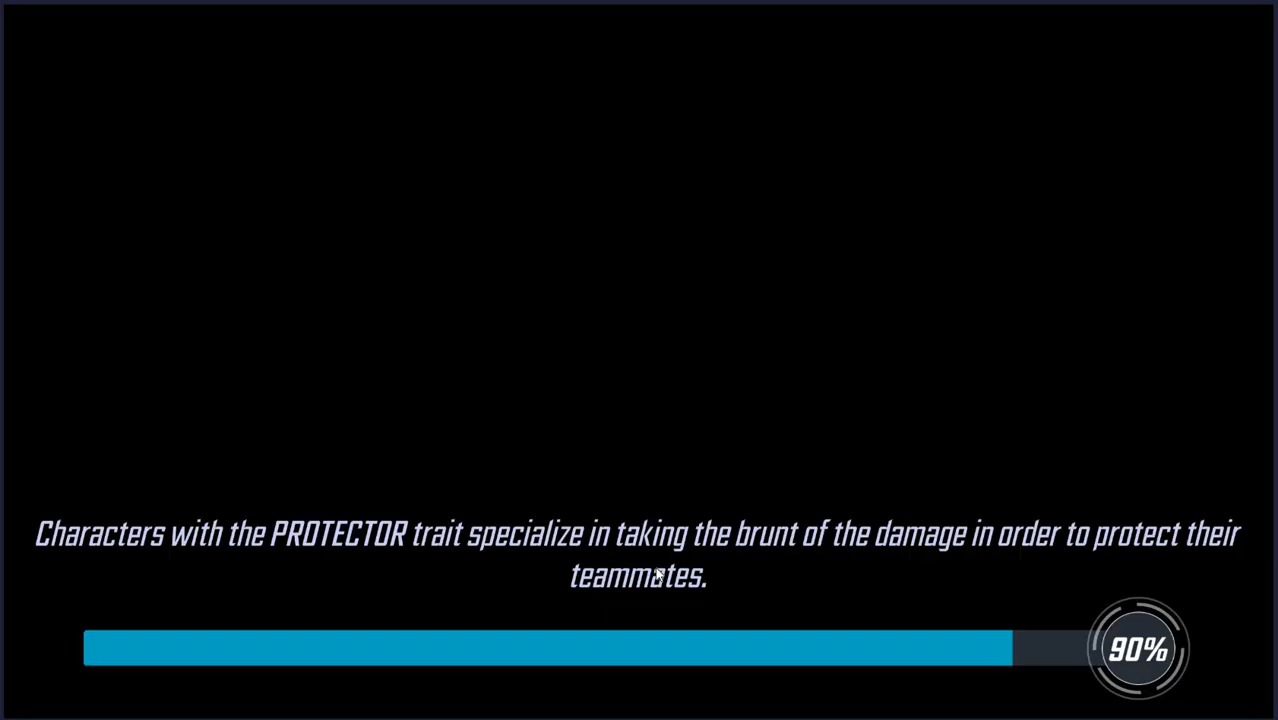 Characters with the PROTECTOR trait specialize in taking the brunt of the damage in order to protect their
teammates.
90%